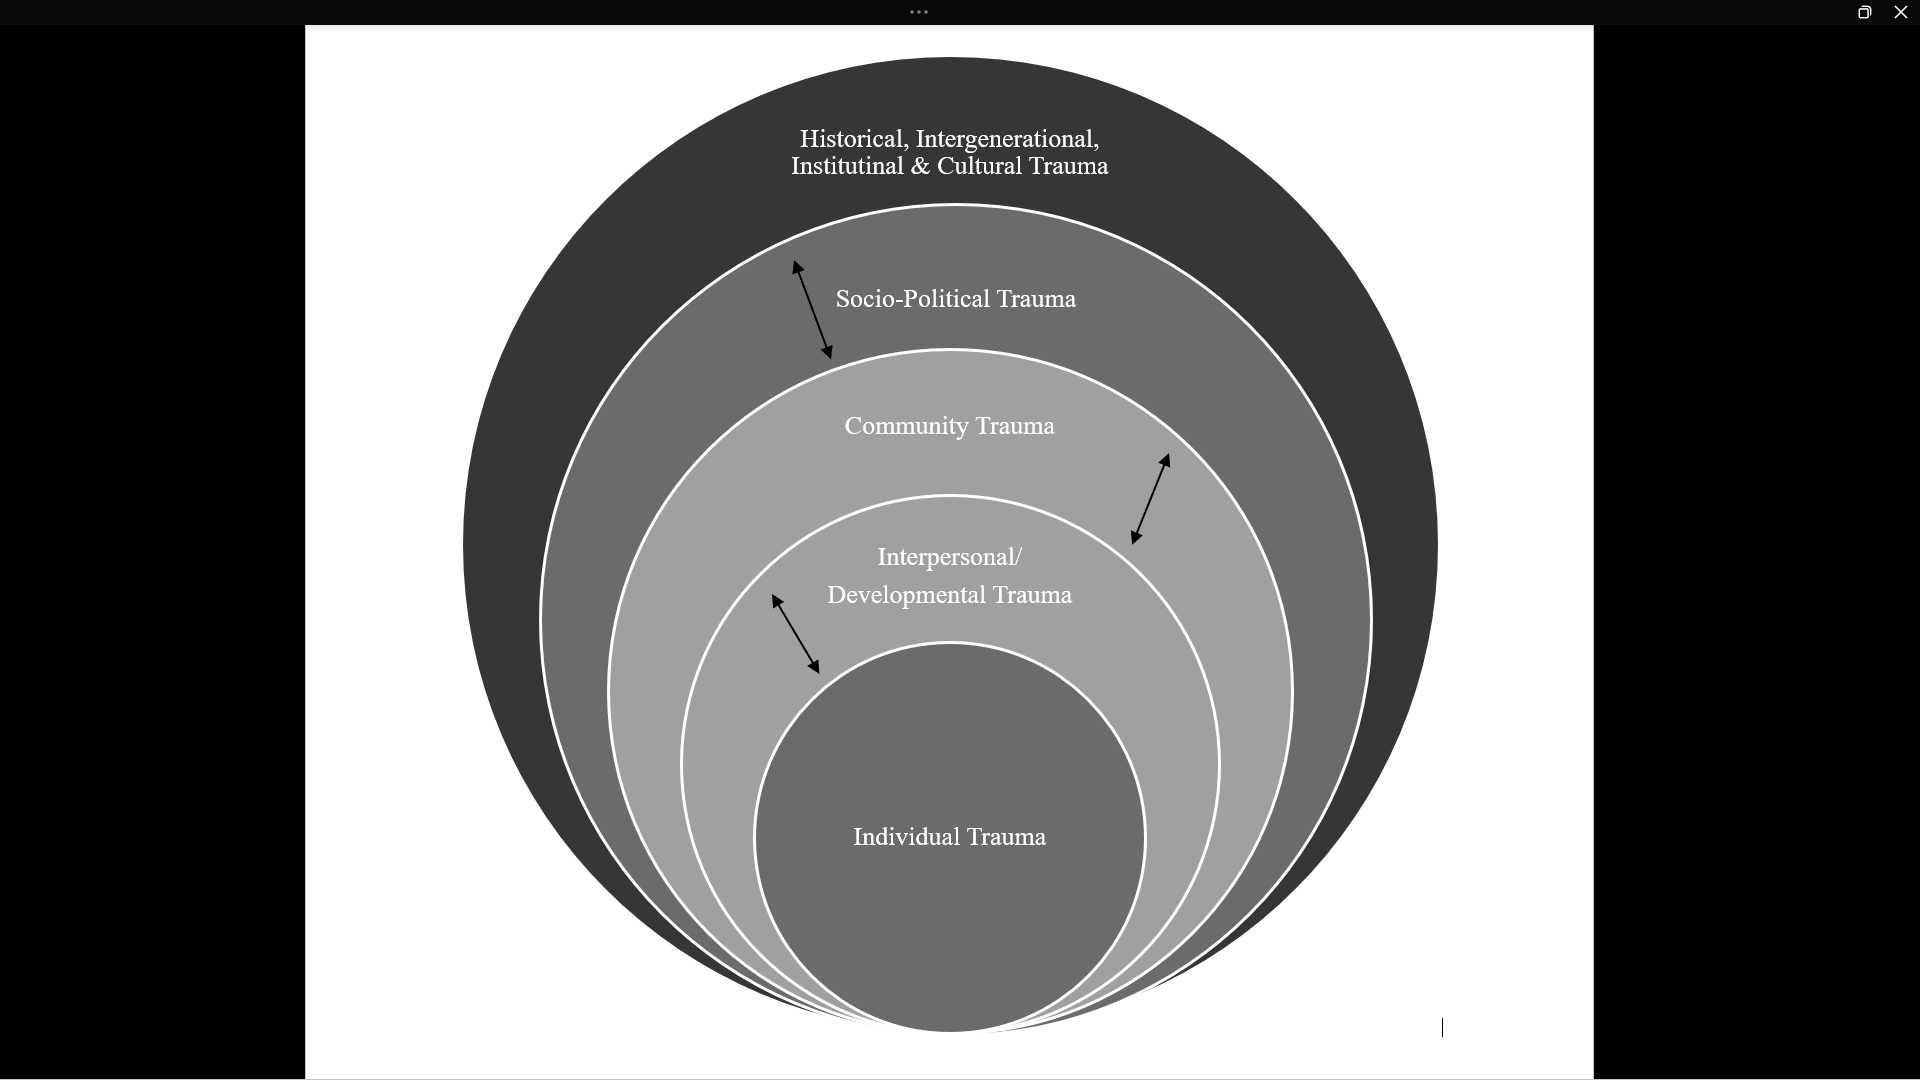 Historical, Intergenerational,
Institutinal & Cultural Trauma
Socio-Political Trauma
Community Trauma
Interpersonal/
Developmental Trauma
Individual Trauma